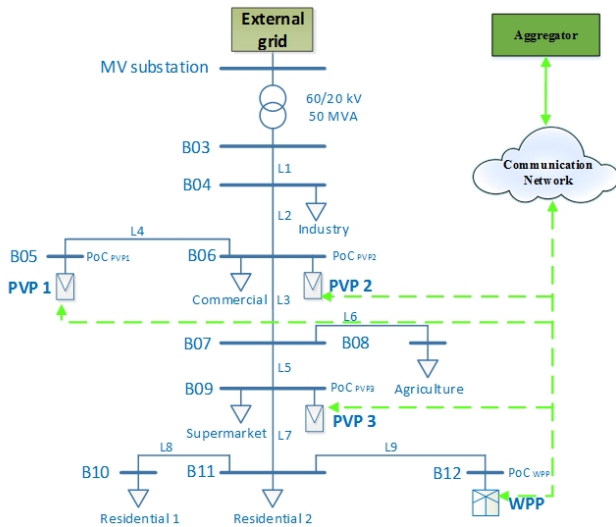 External
grid
Aggregator
MV substation
60/20 kV
50 MVA
B03
L1
B04
Communication
Network
L2
Industry
L4
B05
PoC PVP1
B06
PoC PVP2
PVP 1
PVP 2
Commercial
L3
L6
B07
B08
L5
Agriculture
B09
PoC PVP3
Supermarket
PVP 3
L7
L8
L9
B10
B11
B12
PoC WPP
WPP
Residential 1
Residential 2